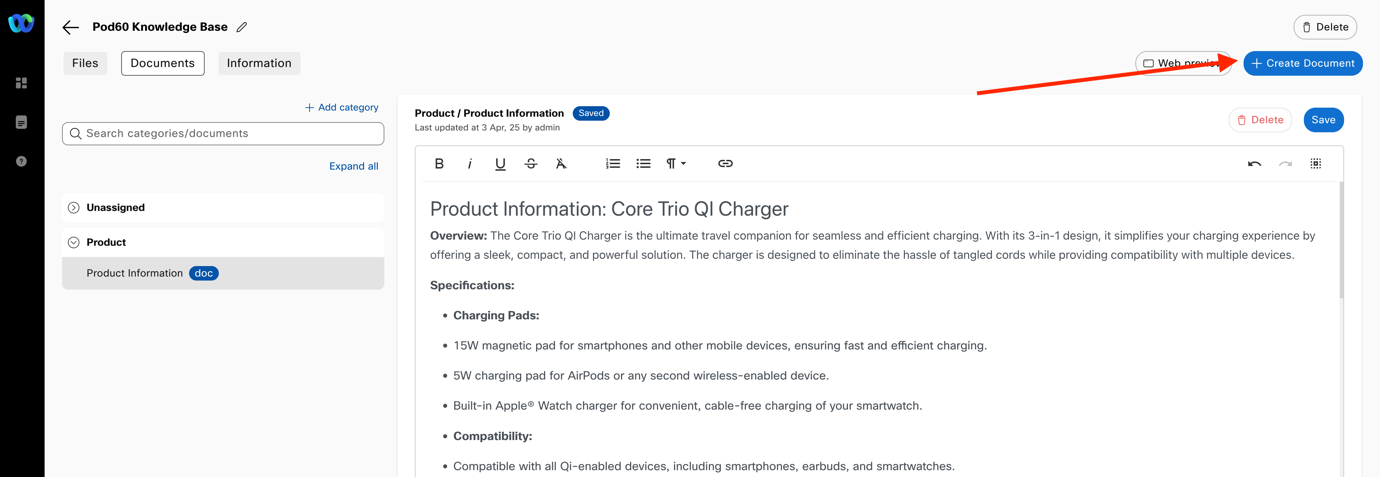 Pod60 Knowledge Base
Delete
Files
Documents
Information
Web preview
+ Create Document
+ Add category
Search categories/documents
Expand all
Unassigned
Product
Product Information doc
Product / Product Information Saved
Last updated at 3 Apr, 25 by admin
Delete
Save
Product Information: Core Trio QI Charger
Overview: The Core Trio QI Charger is the ultimate travel companion for seamless and efficient charging. With its 3-in-1 design, it simplifies your charging experience by
offering a sleek, compact, and powerful solution. The charger is designed to eliminate the hassle of tangled cords while providing compatibility with multiple devices.
Specifications:
• Charging Pads:
• 15W magnetic pad for smartphones and other mobile devices, ensuring fast and efficient charging.
• 5W charging pad for AirPods or any second wireless-enabled device.
• Built-in Apple® Watch charger for convenient, cable-free charging of your smartwatch.
• Compatibility:
• Compatible with all Qi-enabled devices, including smartphones, earbuds, and smartwatches.